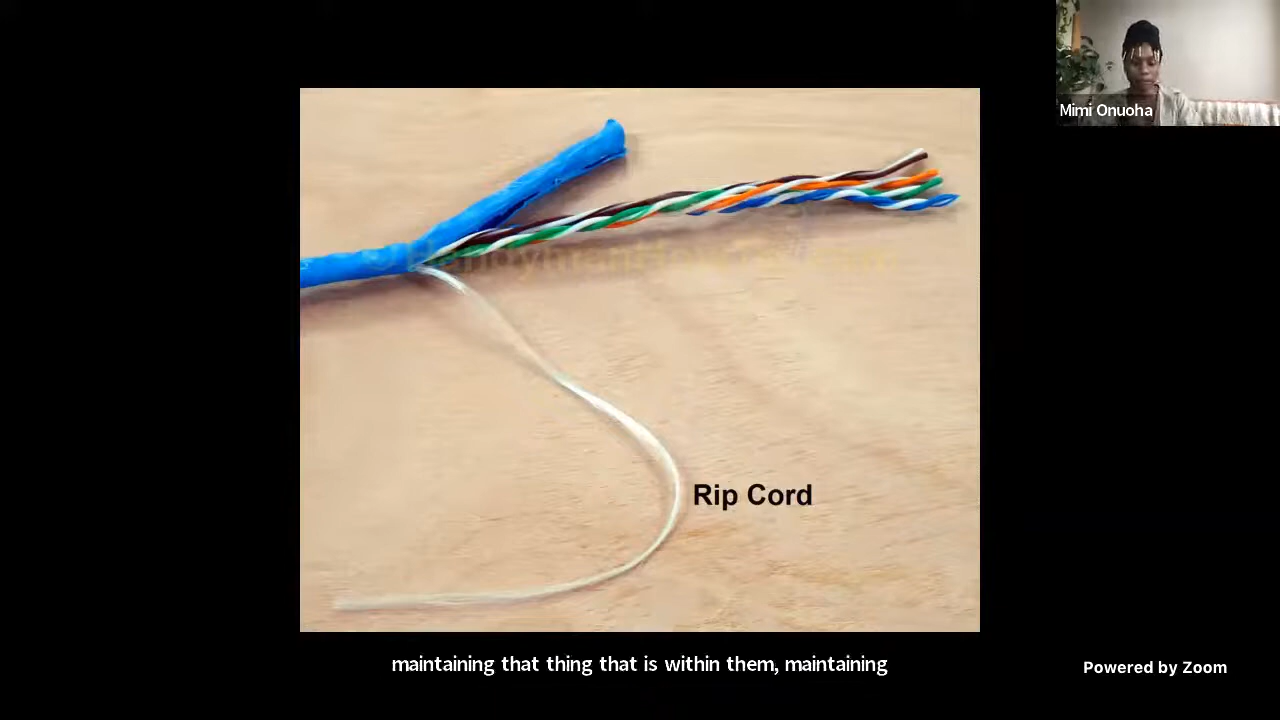 Mimi Onuoha
Rip Cord
maintaining that thing that is within them, maintaining
Powered by Zoom